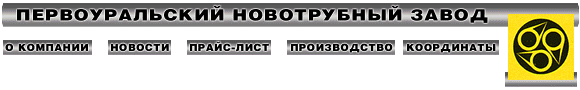 ПЕРВОУРАЛЬСКИЙ НОВОТРУБНЫЙ ЗАВОД
О КОМПАНИИ НОВОСТИ ПРАЙС-ЛИСТ ПРОИЗВОДСТВО КООРДИНАТЫ